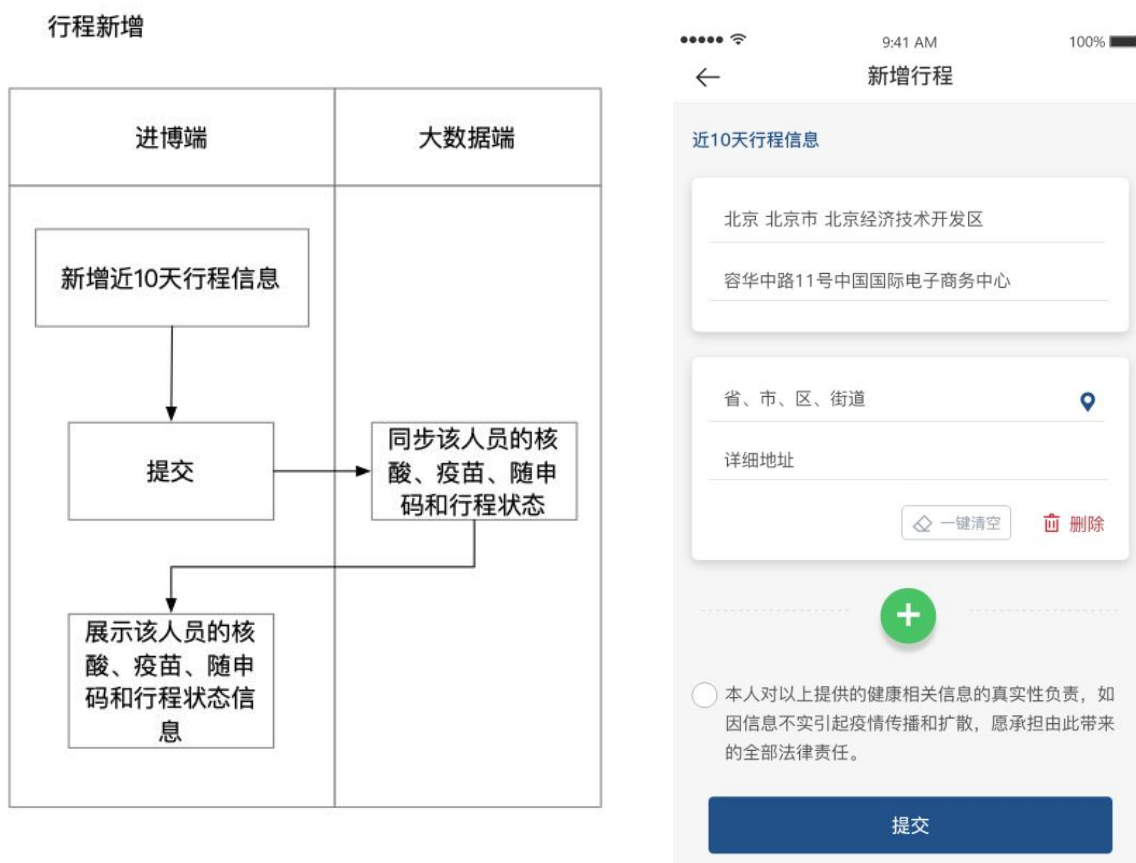 行程新增
进博端
大数据端
新增近10天行程信息
提交
同步该人员的核
酸、疫苗、随申
码和行程状态
展示该人员的核
酸、疫苗、随申
码和行程状态信
息
9:41 AM
100%
新增行程
近10天行程信息
北京 北京市 北京经济技术开发区
容华中路11号中国国际电子商务中心
省、市、区、街道
详细地址
一键清空
删除
本人对以上提供的健康相关信息的真实性负责，如
因信息不实引起疫情传播和扩散，愿承担由此带来
的全部法律责任。
提交